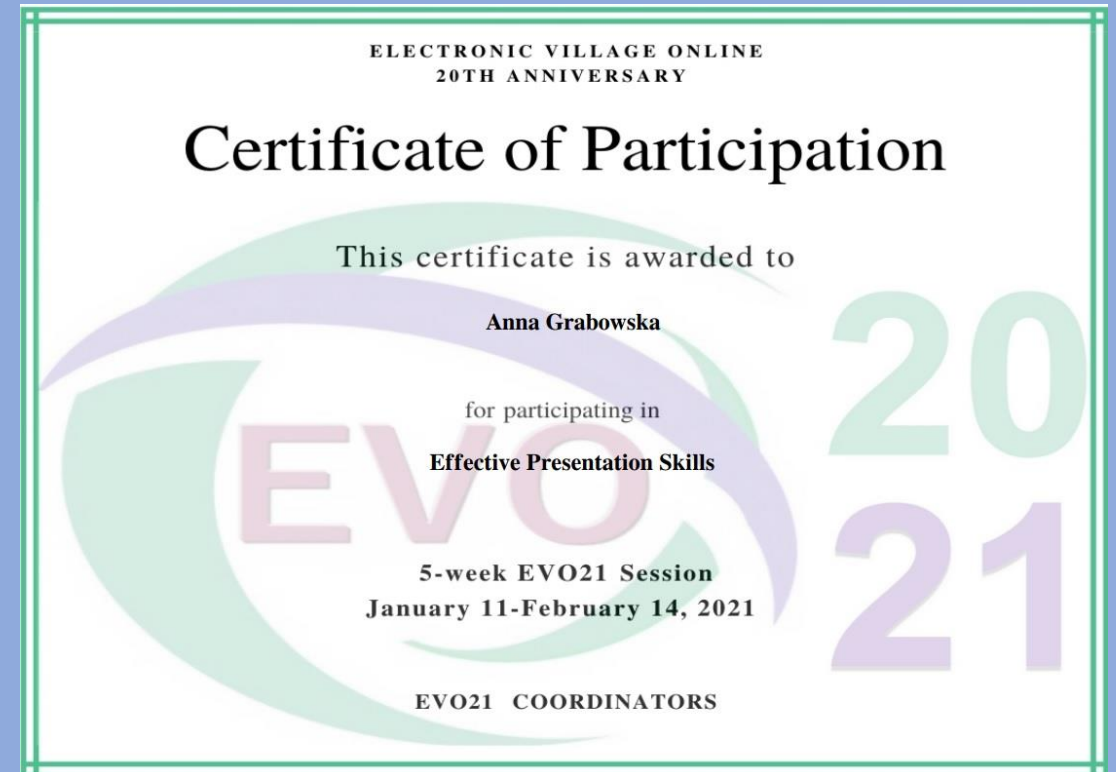 ELECTRONIC VILLAGE ONLINE
20TH ANNIVERSARY
Certificate of Participation
This certificate is awarded to
Anna Grabowska
for participating in
Effective Presentation Skills
5-week EVO21 Session
January 11-February 14, 2021
EVO21 COORDINATORS
EVO
20
21